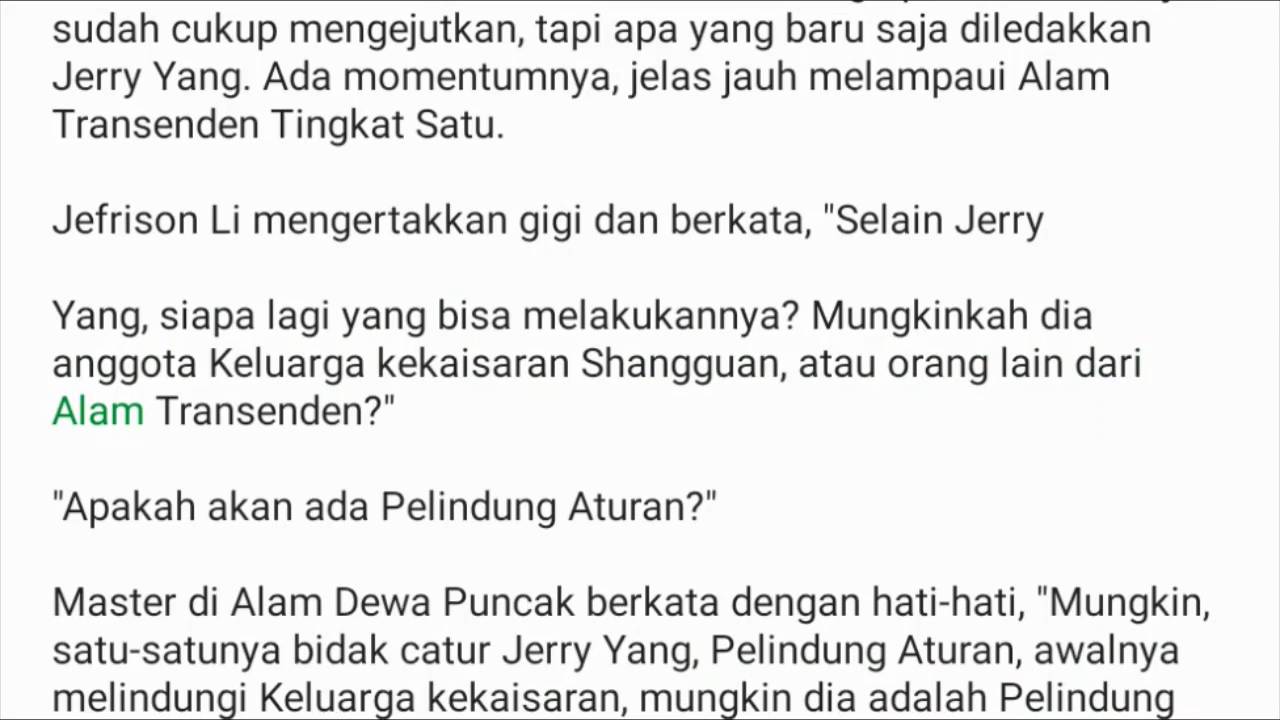 sudah cukup mengejutkan, tapi apa yang baru saja diledakkan
Jerry Yang. Ada momentumnya, jelas jauh melampaui Alam
Transenden Tingkat Satu.
Jefrison Li mengertakkan gigi dan berkata, "Selain Jerry
Yang, siapa lagi yang bisa melakukannya? Mungkinkah dia
anggota Keluarga kekaisaran Shangguan, atau orang lain dari
Alam Transenden?"
"Apakah akan ada Pelindung Aturan?"
Master di Alam Dewa Puncak berkata dengan hati-hati, "Mungkin,
satu-satunya bidak catur Jerry Yang, Pelindung Aturan, awalnya
melindungi Keluarga kekaisaran, mungkin dia adalah Pelindung